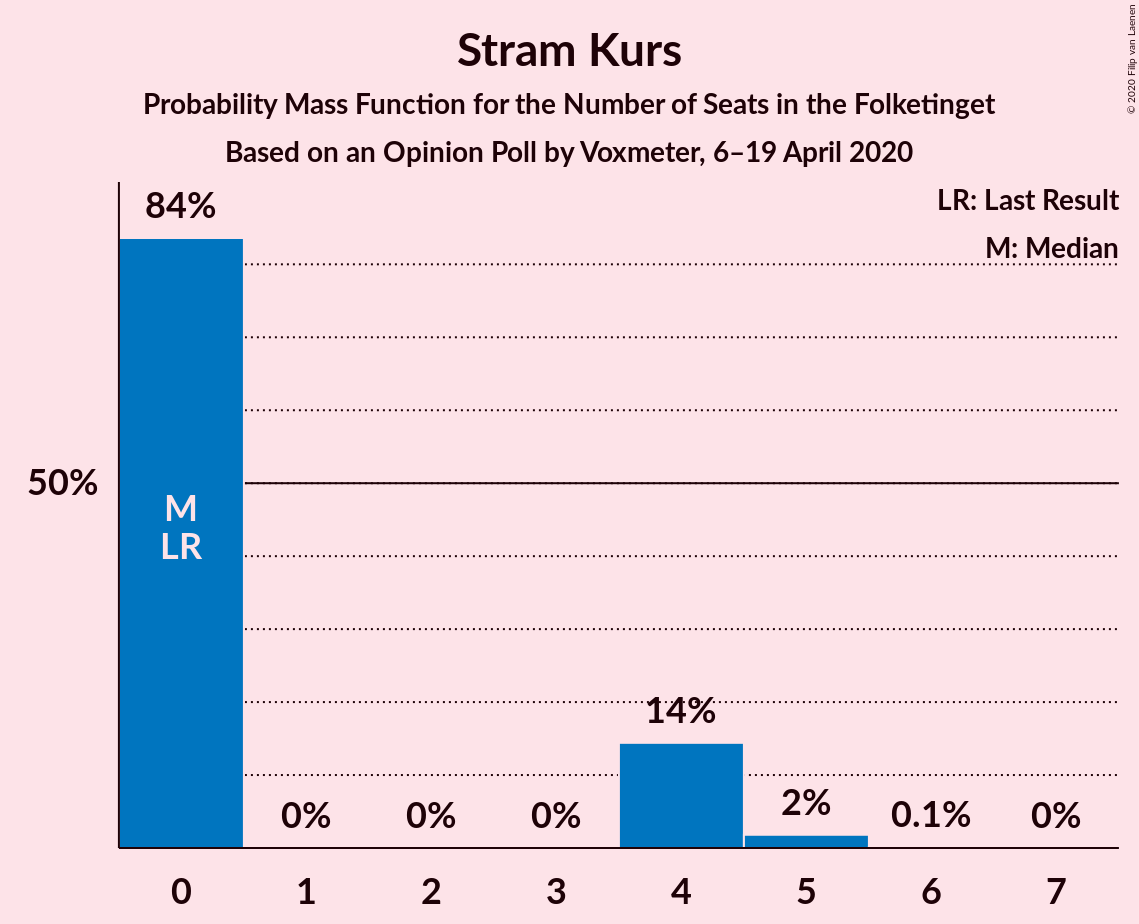 Stram Kurs
Probability Mass Function for the Number of Seats in the Folketinget
Based on an Opinion Poll by Voxmeter, 6–19 April 2020
© 2020 Filip van Laenen
LR: Last Result
M: Median
84%
50%
M
LR
14%
0%
0%
0%
2%
0.1%
0%
0
1
2
3
4
5
6
7